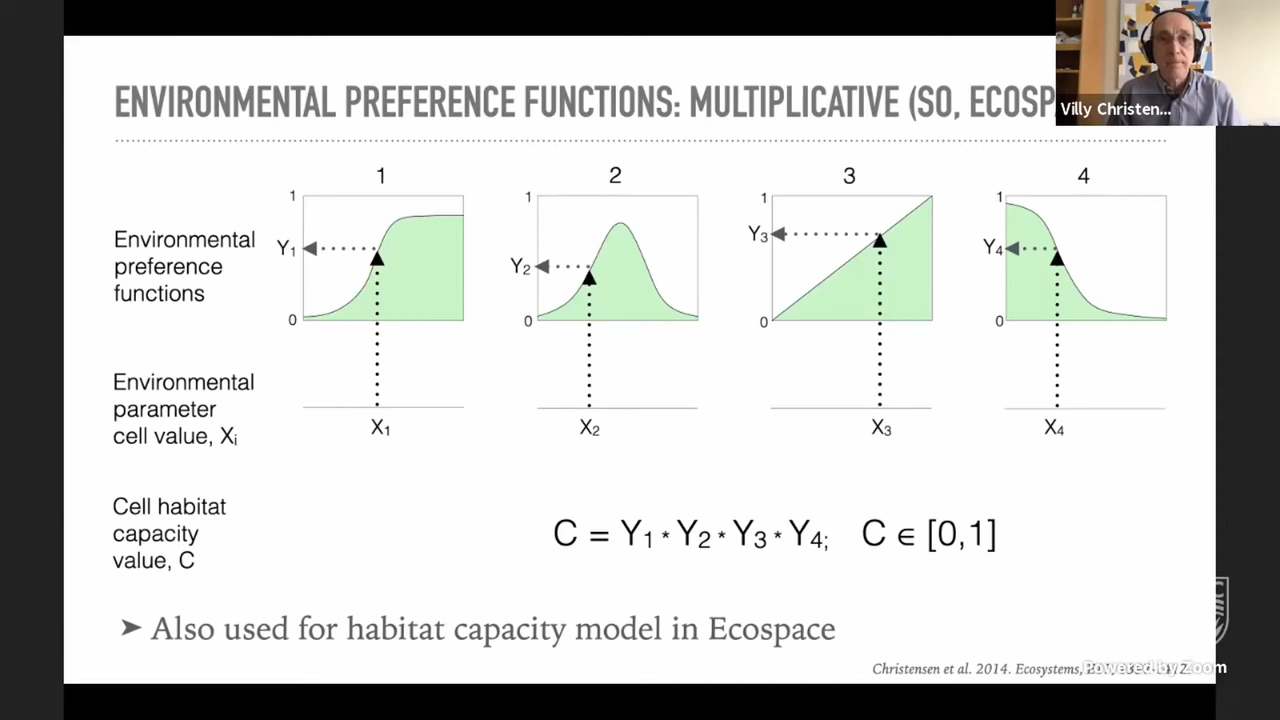 ENVIRONMENTAL PREFERENCE FUNCTIONS: MULTIPLICATIVE (SO, ECOSP
Villy Christen...
1 2 3 4
1 1 1 1
Environmental
preference
functions
Y₁ Y₂ Y₃ Y₄
0 0 0 0
Environmental
parameter
cell value, Xᵢ
X₁ X₂ X₃ X₄
Cell habitat
capacity
value, C
C = Y₁ * Y₂ * Y₃ * Y₄; C ∈ [0,1]
➤ Also used for habitat capacity model in Ecospace
Christensen et al. 2014. Ecosystems,
Powered by Zoom